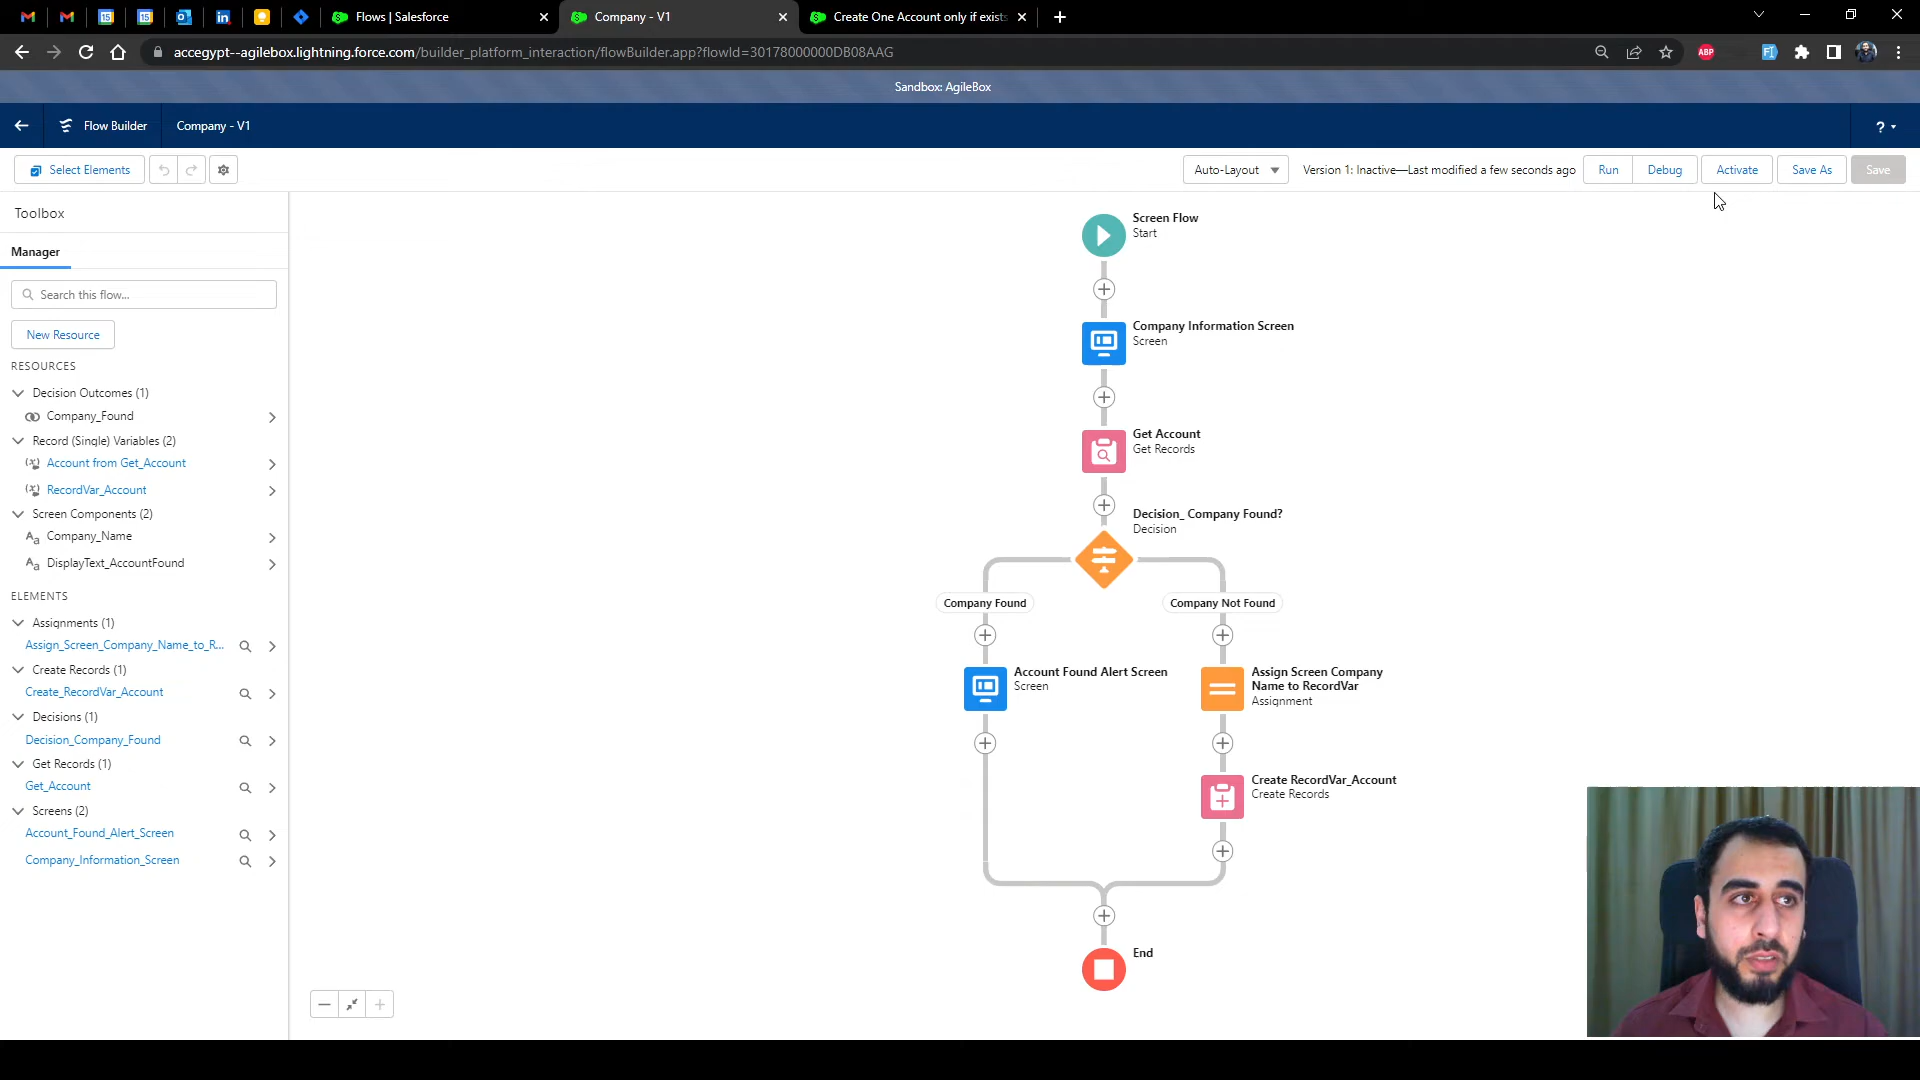 Flows | Salesforce
Company - V1
Create One Account only if exists
accegypt--agilebox.lightning.force.com/builder_platform_interaction/flowBuilder.app?flowId=30178000000DB08AAG
ABP
Sandbox: AgileBox
Flow Builder
Company - V1
?
Select Elements
Auto-Layout
Version 1: Inactive—Last modified a few seconds ago
Run
Debug
Activate
Save As
Save
Toolbox
Manager
Search this flow...
New Resource
RESOURCES
Decision Outcomes (1)
Company_Found
Record (Single) Variables (2)
Account from Get_Account
RecordVar_Account
Screen Components (2)
Company_Name
DisplayText_AccountFound
ELEMENTS
Assignments (1)
Assign_Screen_Company_Name_to_R...
Create Records (1)
Create_RecordVar_Account
Decisions (1)
Decision_Company_Found
Get Records (1)
Get_Account
Screens (2)
Account_Found_Alert_Screen
Company_Information_Screen
Screen Flow
Start
Company Information Screen
Screen
Get Account
Get Records
Decision_ Company Found?
Decision
Company Found
Company Not Found
Account Found Alert Screen
Screen
Assign Screen Company
Name to RecordVar
Assignment
Create RecordVar_Account
Create Records
End